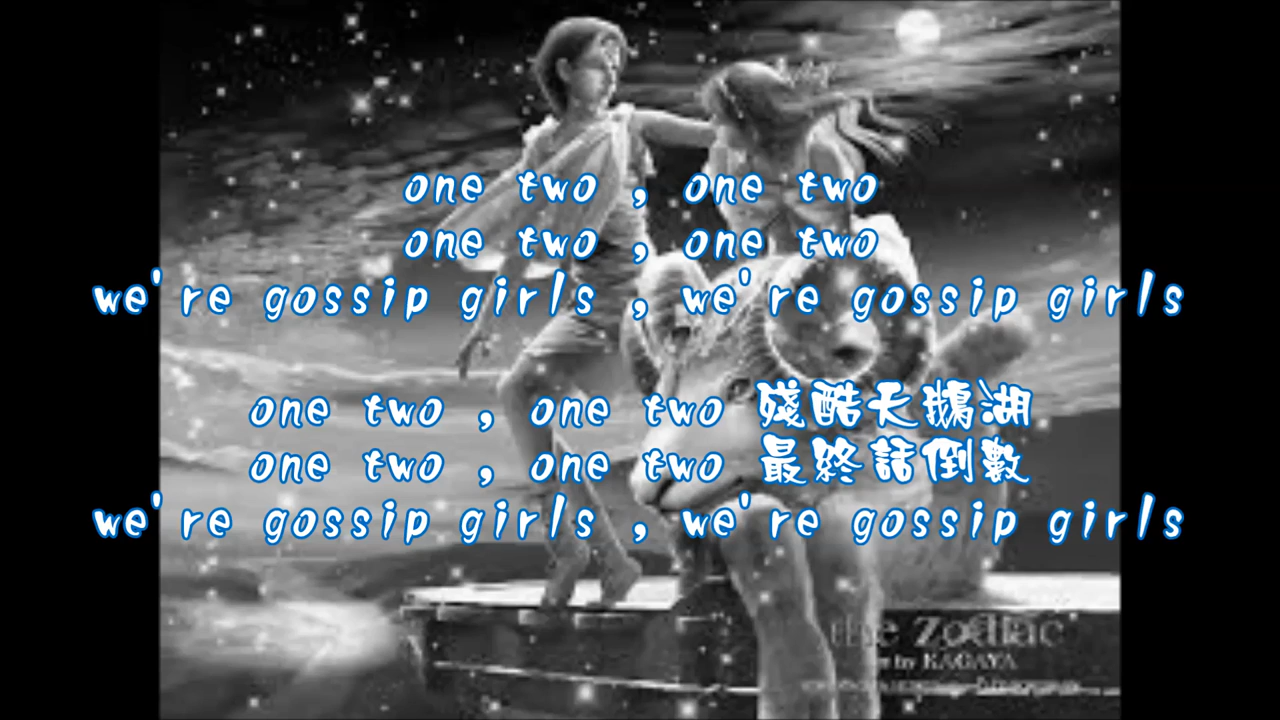 one two , one two
one two , one two
we're gossip girls , we're gossip girls
one two , one two 殘酷天鵝湖
one two , one two 最終話倒數
we're gossip girls , we're gossip girls
the Zodiac
by KAGAYA